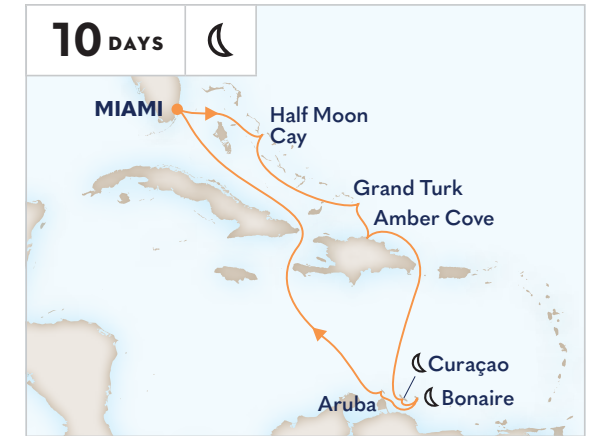 10 DAYS
MIAMI
Half Moon
Cay
Grand Turk
Amber Cove
Curaçao
Bonaire
Aruba